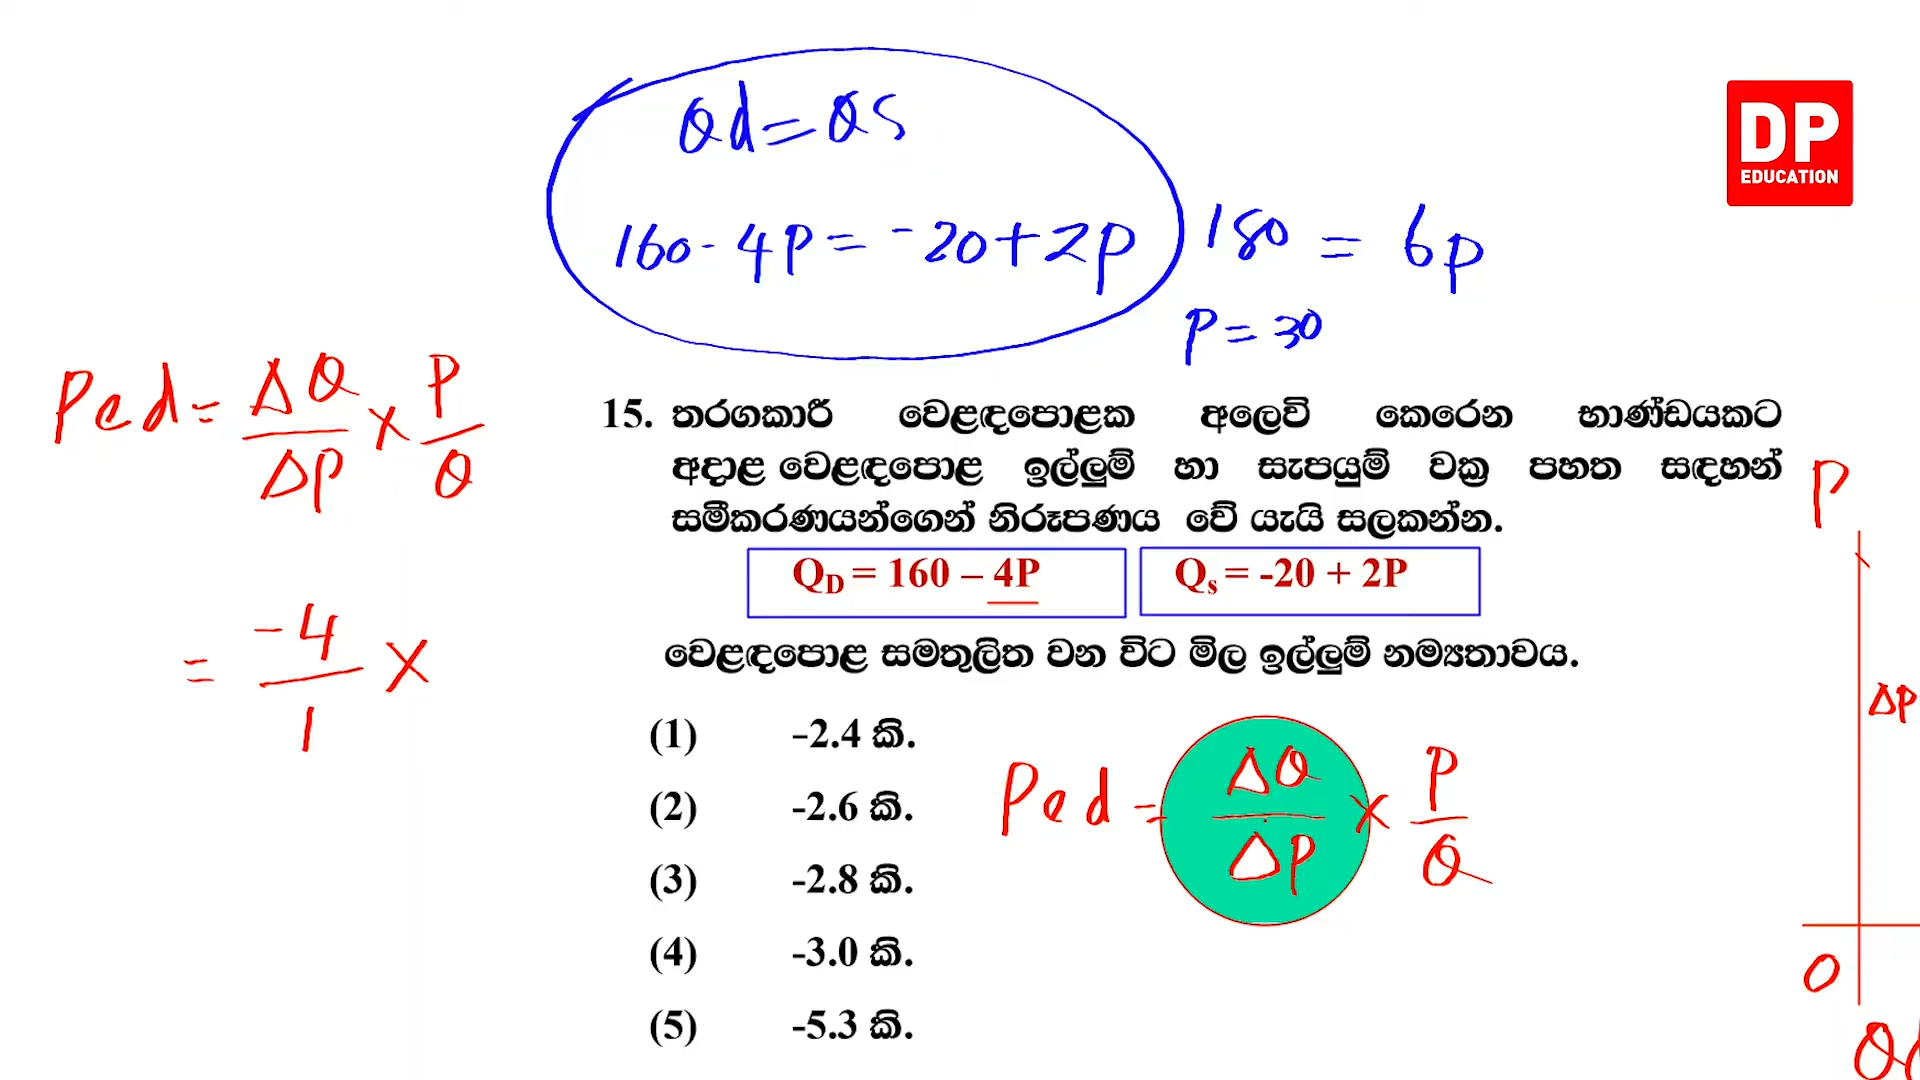 Qd = QS
160 - 4P = -20 + 2P
180 = 6P
P = 30
DP
EDUCATION
Ped = ΔQ/ΔP × P/Q
= -4/1 ×
15. තරගකාරී වෙළඳපොළක අලෙවි කෙරෙන භාණ්ඩයකට
අදාළ වෙළඳපොළ ඉල්ලුම් හා සැපයුම් වක්‍ර පහත සඳහන්
සමීකරණයන්ගෙන් නිරූපණය වේ යැයි සලකන්න.
Q_D = 160 – 4P
Q_s = -20 + 2P
වෙළඳපොළ සමතුලිත වන විට මිල ඉල්ලුම් නම්‍යතාවය.
(1) -2.4 කි.
(2) -2.6 කි.
(3) -2.8 කි.
(4) -3.0 කි.
(5) -5.3 කි.
Ped = ΔQ/ΔP × P/Q
P
ΔP
0